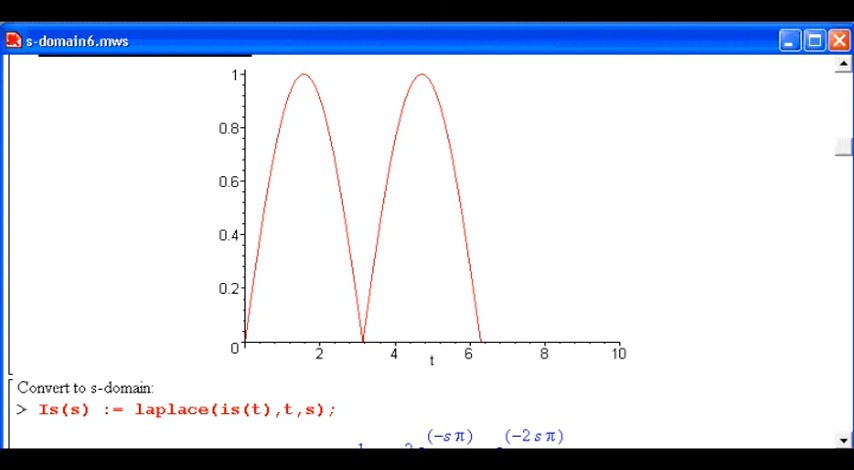 s-domain6.mws
1
0.8
0.6
0.4
0.2
0
2 4 6 8 10
t
Convert to s-domain:
> Is(s) := laplace(is(t),t,s);
(-s π) (-2 s π)